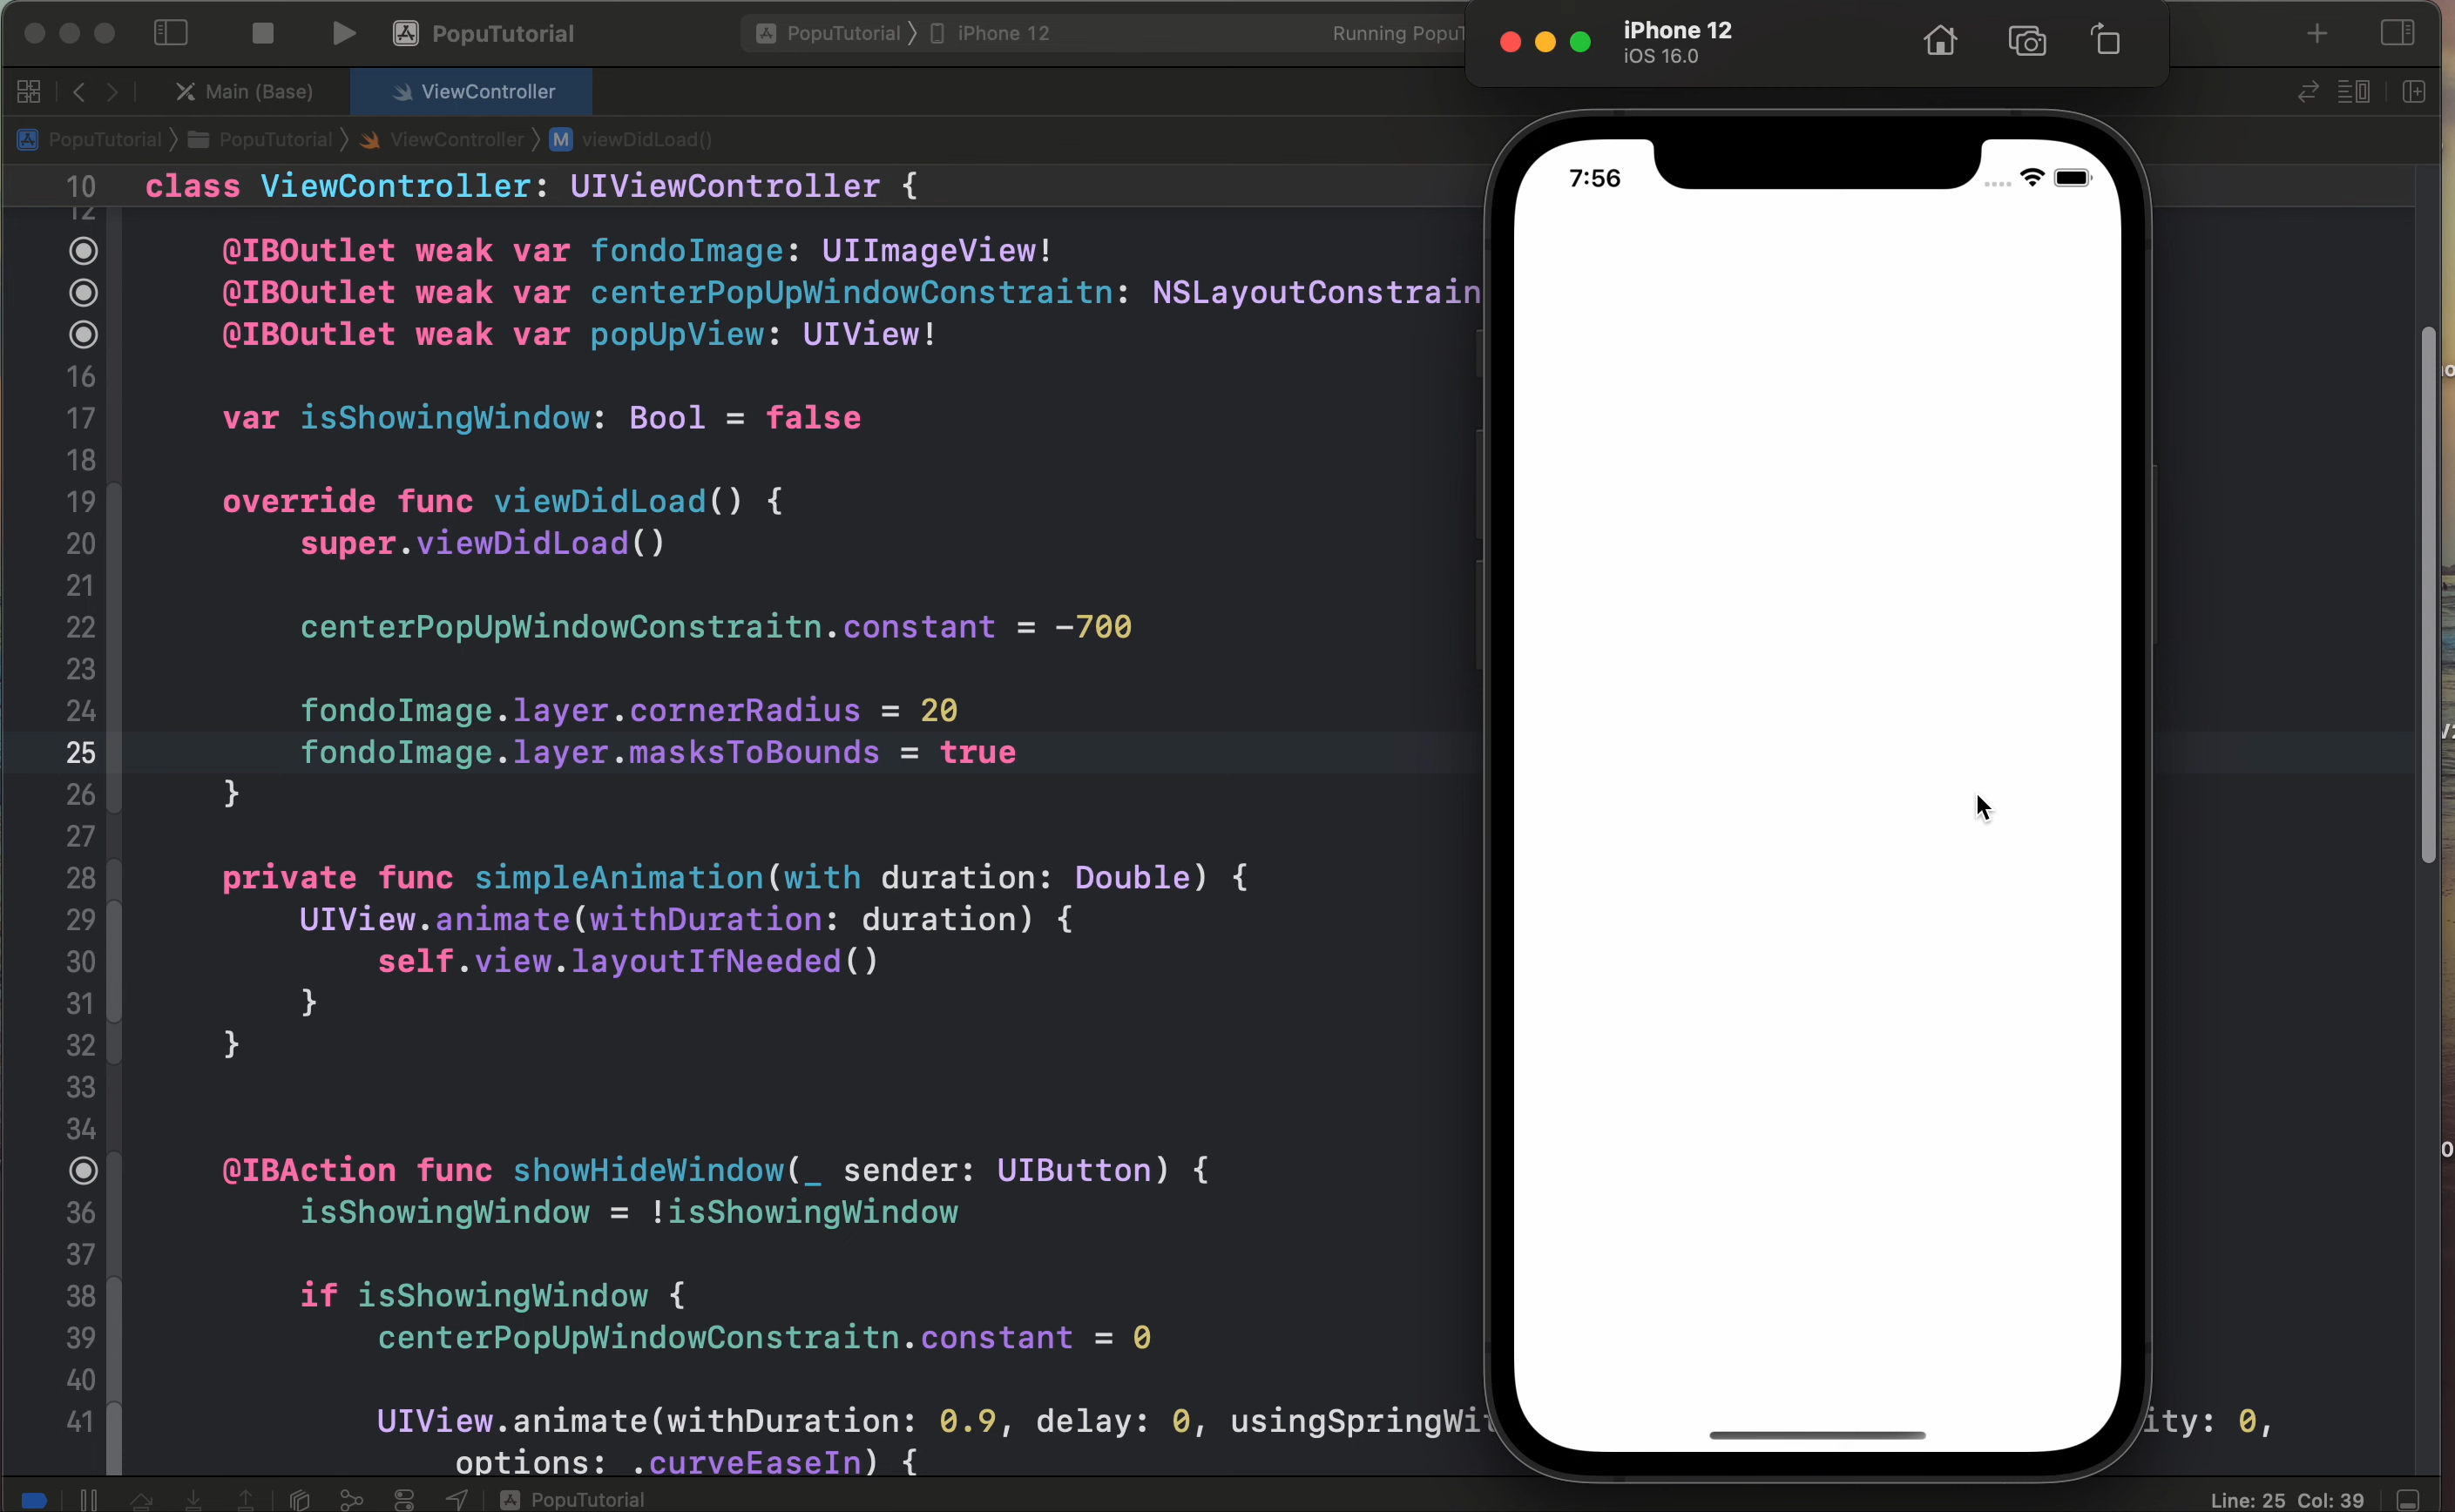 PopuTutorial
PopuTutorial 〉 iPhone 12
Running PopuT
iPhone 12
iOS 16.0
Main (Base)
ViewController
PopuTutorial 〉 PopuTutorial 〉 ViewController 〉 M viewDidLoad()
7:56
10 class ViewController: UIViewController {
12
@IBOutlet weak var fondoImage: UIImageView!
@IBOutlet weak var centerPopUpWindowConstraitn: NSLayoutConstrain
@IBOutlet weak var popUpView: UIView!
16
17 var isShowingWindow: Bool = false
18
19 override func viewDidLoad() {
20 super.viewDidLoad()
21
22 centerPopUpWindowConstraitn.constant = -700
23
24 fondoImage.layer.cornerRadius = 20
25 fondoImage.layer.masksToBounds = true
26 }
27
28 private func simpleAnimation(with duration: Double) {
29 UIView.animate(withDuration: duration) {
30 self.view.layoutIfNeeded()
31 }
32 }
33
34
@IBAction func showHideWindow(_ sender: UIButton) {
36 isShowingWindow = !isShowingWindow
37
38 if isShowingWindow {
39 centerPopUpWindowConstraitn.constant = 0
40
41 UIView.animate(withDuration: 0.9, delay: 0, usingSpringWit ity: 0,
options: .curveEaseIn) {
PopuTutorial
Line: 25 Col: 39